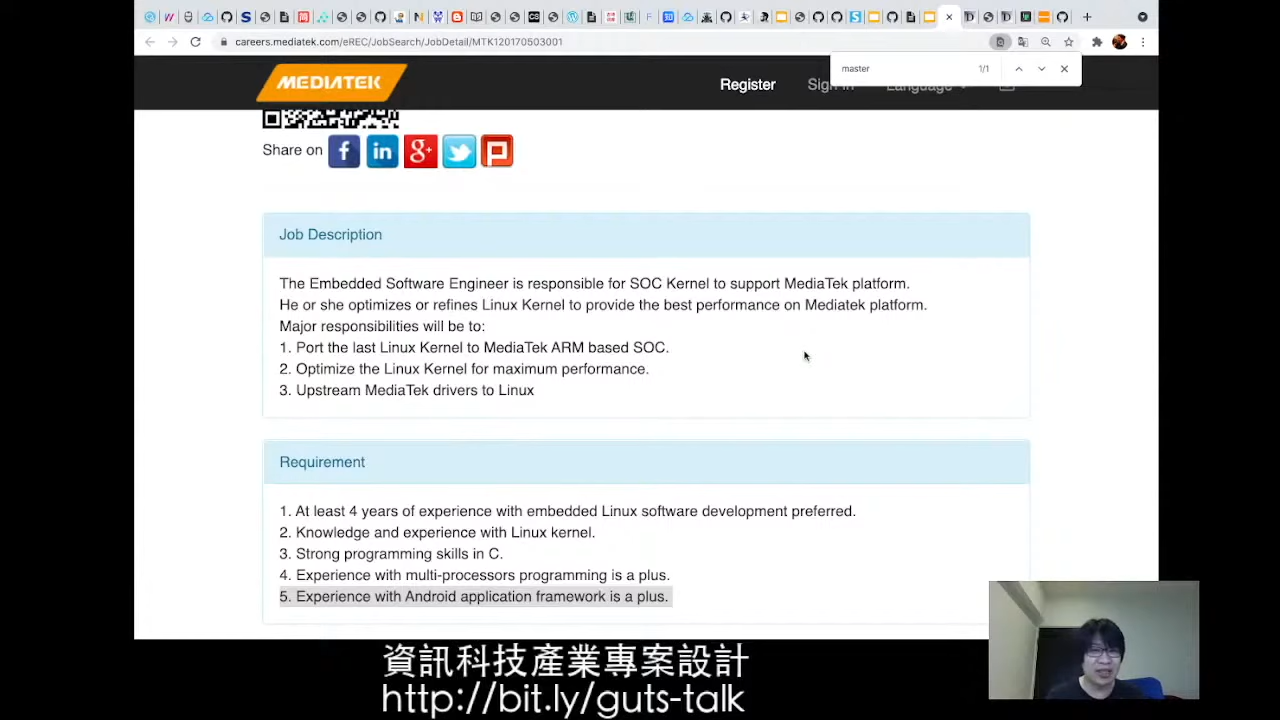 careers.mediatek.com/eREC/JobSearch/JobDetail/MTK120170503001
master
1/1
MEDIATEK
Register
Sign In
Language
Share on
Job Description
The Embedded Software Engineer is responsible for SOC Kernel to support MediaTek platform.
He or she optimizes or refines Linux Kernel to provide the best performance on Mediatek platform.
Major responsibilities will be to:
1. Port the last Linux Kernel to MediaTek ARM based SOC.
2. Optimize the Linux Kernel for maximum performance.
3. Upstream MediaTek drivers to Linux
Requirement
1. At least 4 years of experience with embedded Linux software development preferred.
2. Knowledge and experience with Linux kernel.
3. Strong programming skills in C.
4. Experience with multi-processors programming is a plus.
5. Experience with Android application framework is a plus.
資訊科技產業專案設計
http://bit.ly/guts-talk